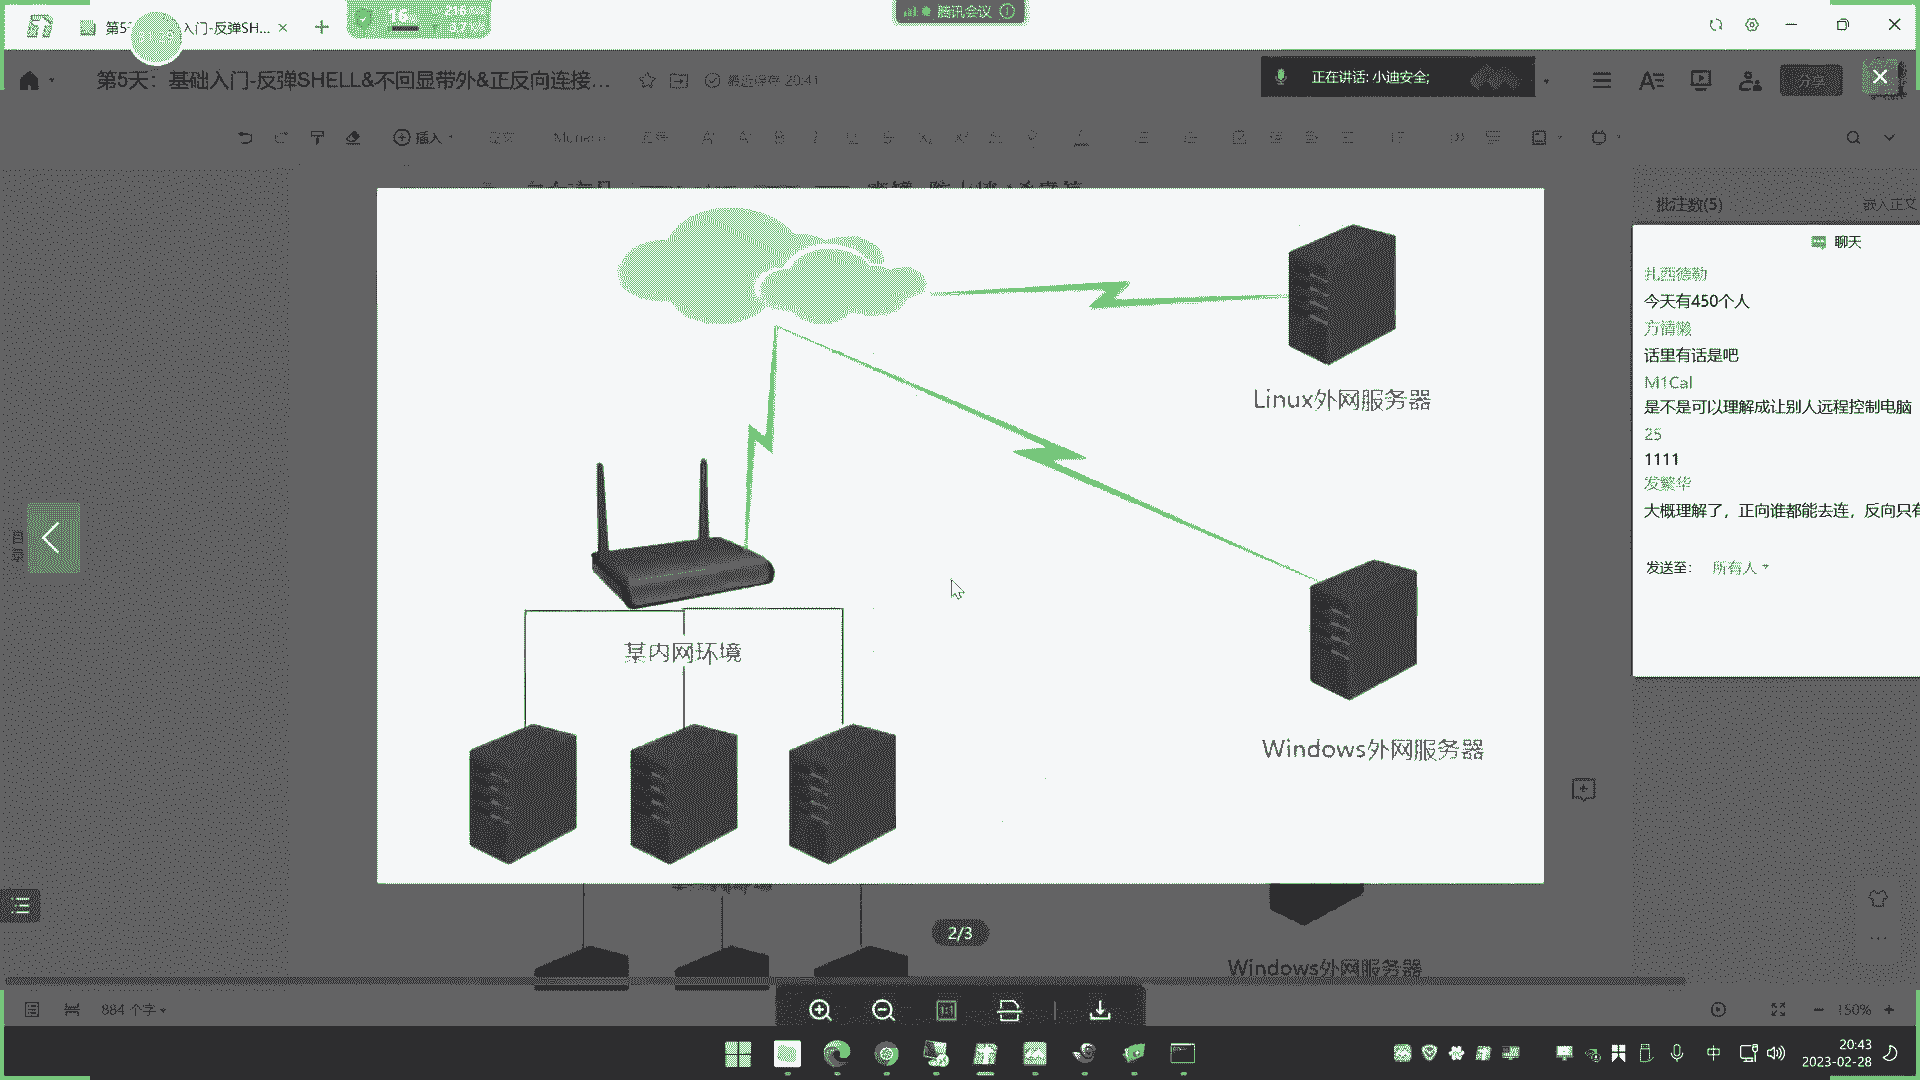 第5
入门-反弹SHELL...
腾讯会议
第5天：基础入门-反弹SHELL&不回显带外&正反向连接...
最近保存 20:41
正在讲话: 小迪安全;
分享
插入
正文
批注数(5)
嵌入正文
聊天
扎西德勒
今天有450个人
方清懒
话里有话是吧
M1Cal
是不是可以理解成让别人远程控制电脑
25
1111
发繁华
大概理解了，正向谁都能去连，反向只有
发送至：
所有人
Linux外网服务器
某内网环境
Windows外网服务器
目录
2/3
Windows外网服务器
884 个字
1:1
150%
中
20:43
2023-02-28